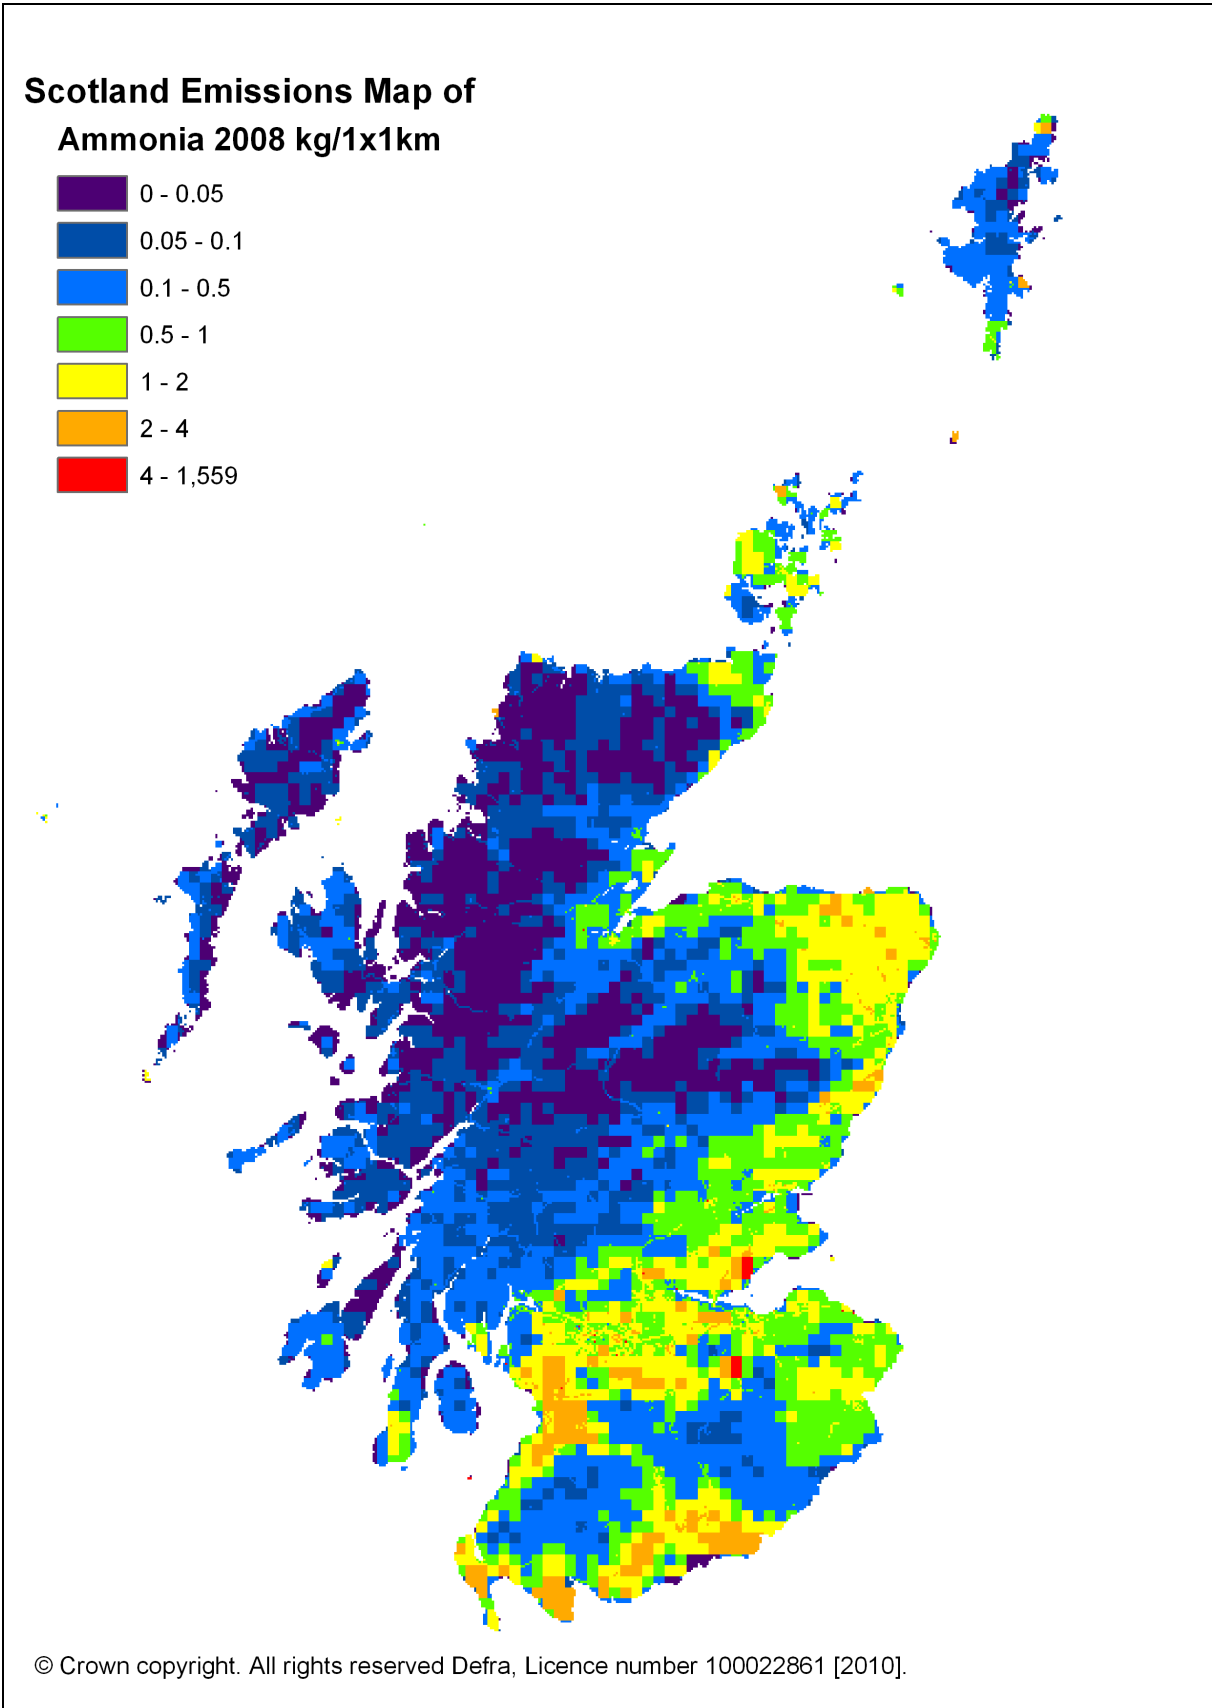 Scotland Emissions Map of
Ammonia 2008 kg/1x1km
0 - 0.05
0.05 - 0.1
0.1 - 0.5
0.5 - 1
1 - 2
2 - 4
4 - 1,559
© Crown copyright. All rights reserved Defra, Licence number 100022861 [2010].